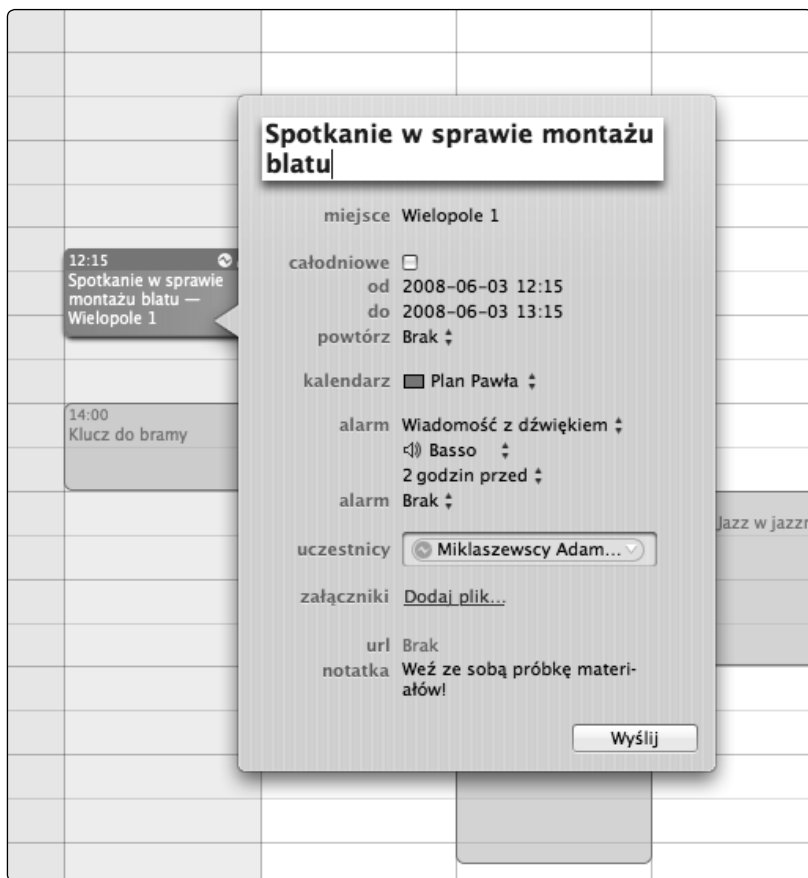 Spotkanie w sprawie montażu
blatu
miejsce Wielopole 1
całodniowe
od 2008-06-03 12:15
do 2008-06-03 13:15
powtórz Brak
kalendarz Plan Pawła
alarm Wiadomość z dźwiękiem
Basso
2 godzin przed
alarm Brak
uczestnicy Miklaszewscy Adam...
załączniki Dodaj plik...
url Brak
notatka Weź ze sobą próbkę materi-
ałów!
Wyślij
12:15
Spotkanie w sprawie
montażu blatu —
Wielopole 1
14:00
Klucz do bramy
Jazz w